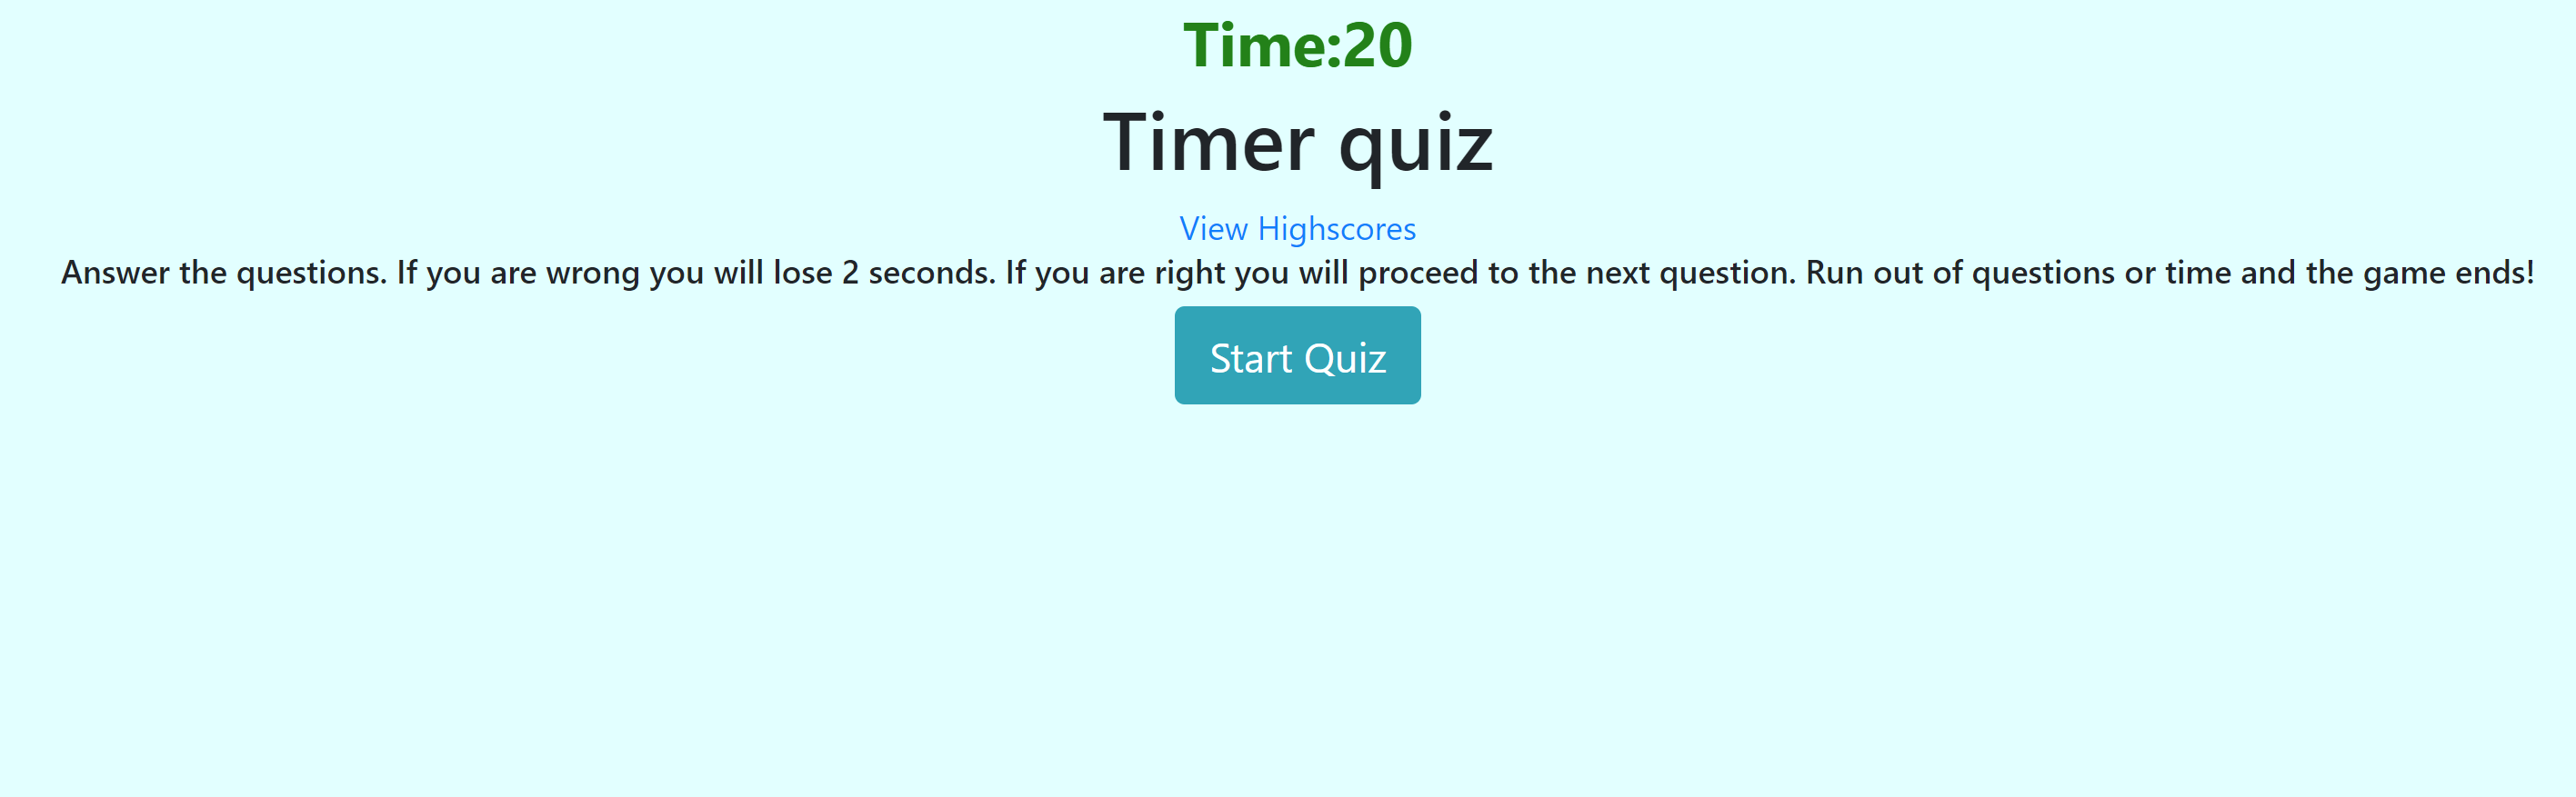 Time:20
Timer quiz
View Highscores
Answer the questions. If you are wrong you will lose 2 seconds. If you are right you will proceed to the next question. Run out of questions or time and the game ends!
Start Quiz